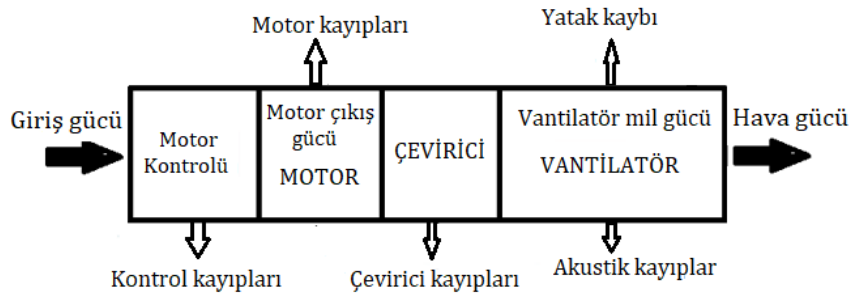 Motor kayıpları
Yatak kaybı
Giriş gücü
Motor
Kontrolü
Motor çıkış
gücü
MOTOR
ÇEVİRİCİ
Vantilatör mil gücü
VANTİLATÖR
Hava gücü
Kontrol kayıpları
Çevirici kayıpları
Akustik kayıplar